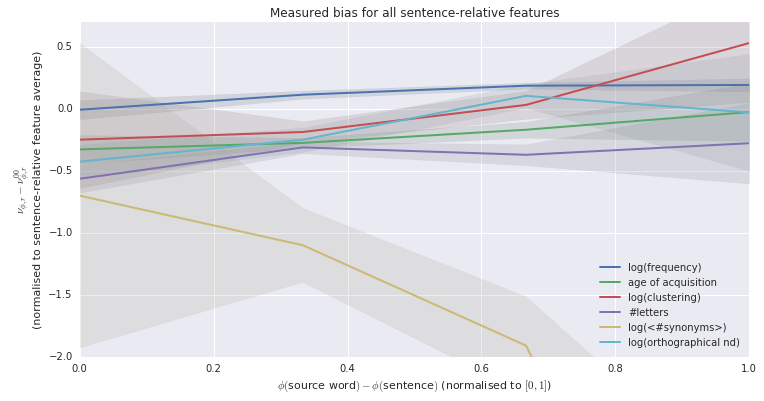 Measured bias for all sentence-relative features
0.5
0.0
−0.5
−1.0
−1.5
−2.0
ν_{ϕ,r} − ν^{00}_{ϕ,r}
(normalised to sentence-relative feature average)
log(frequency)
age of acquisition
log(clustering)
#letters
log(<#synonyms>)
log(orthographical nd)
0.0 0.2 0.4 0.6 0.8 1.0
ϕ(source word) − ϕ(sentence) (normalised to [0, 1])